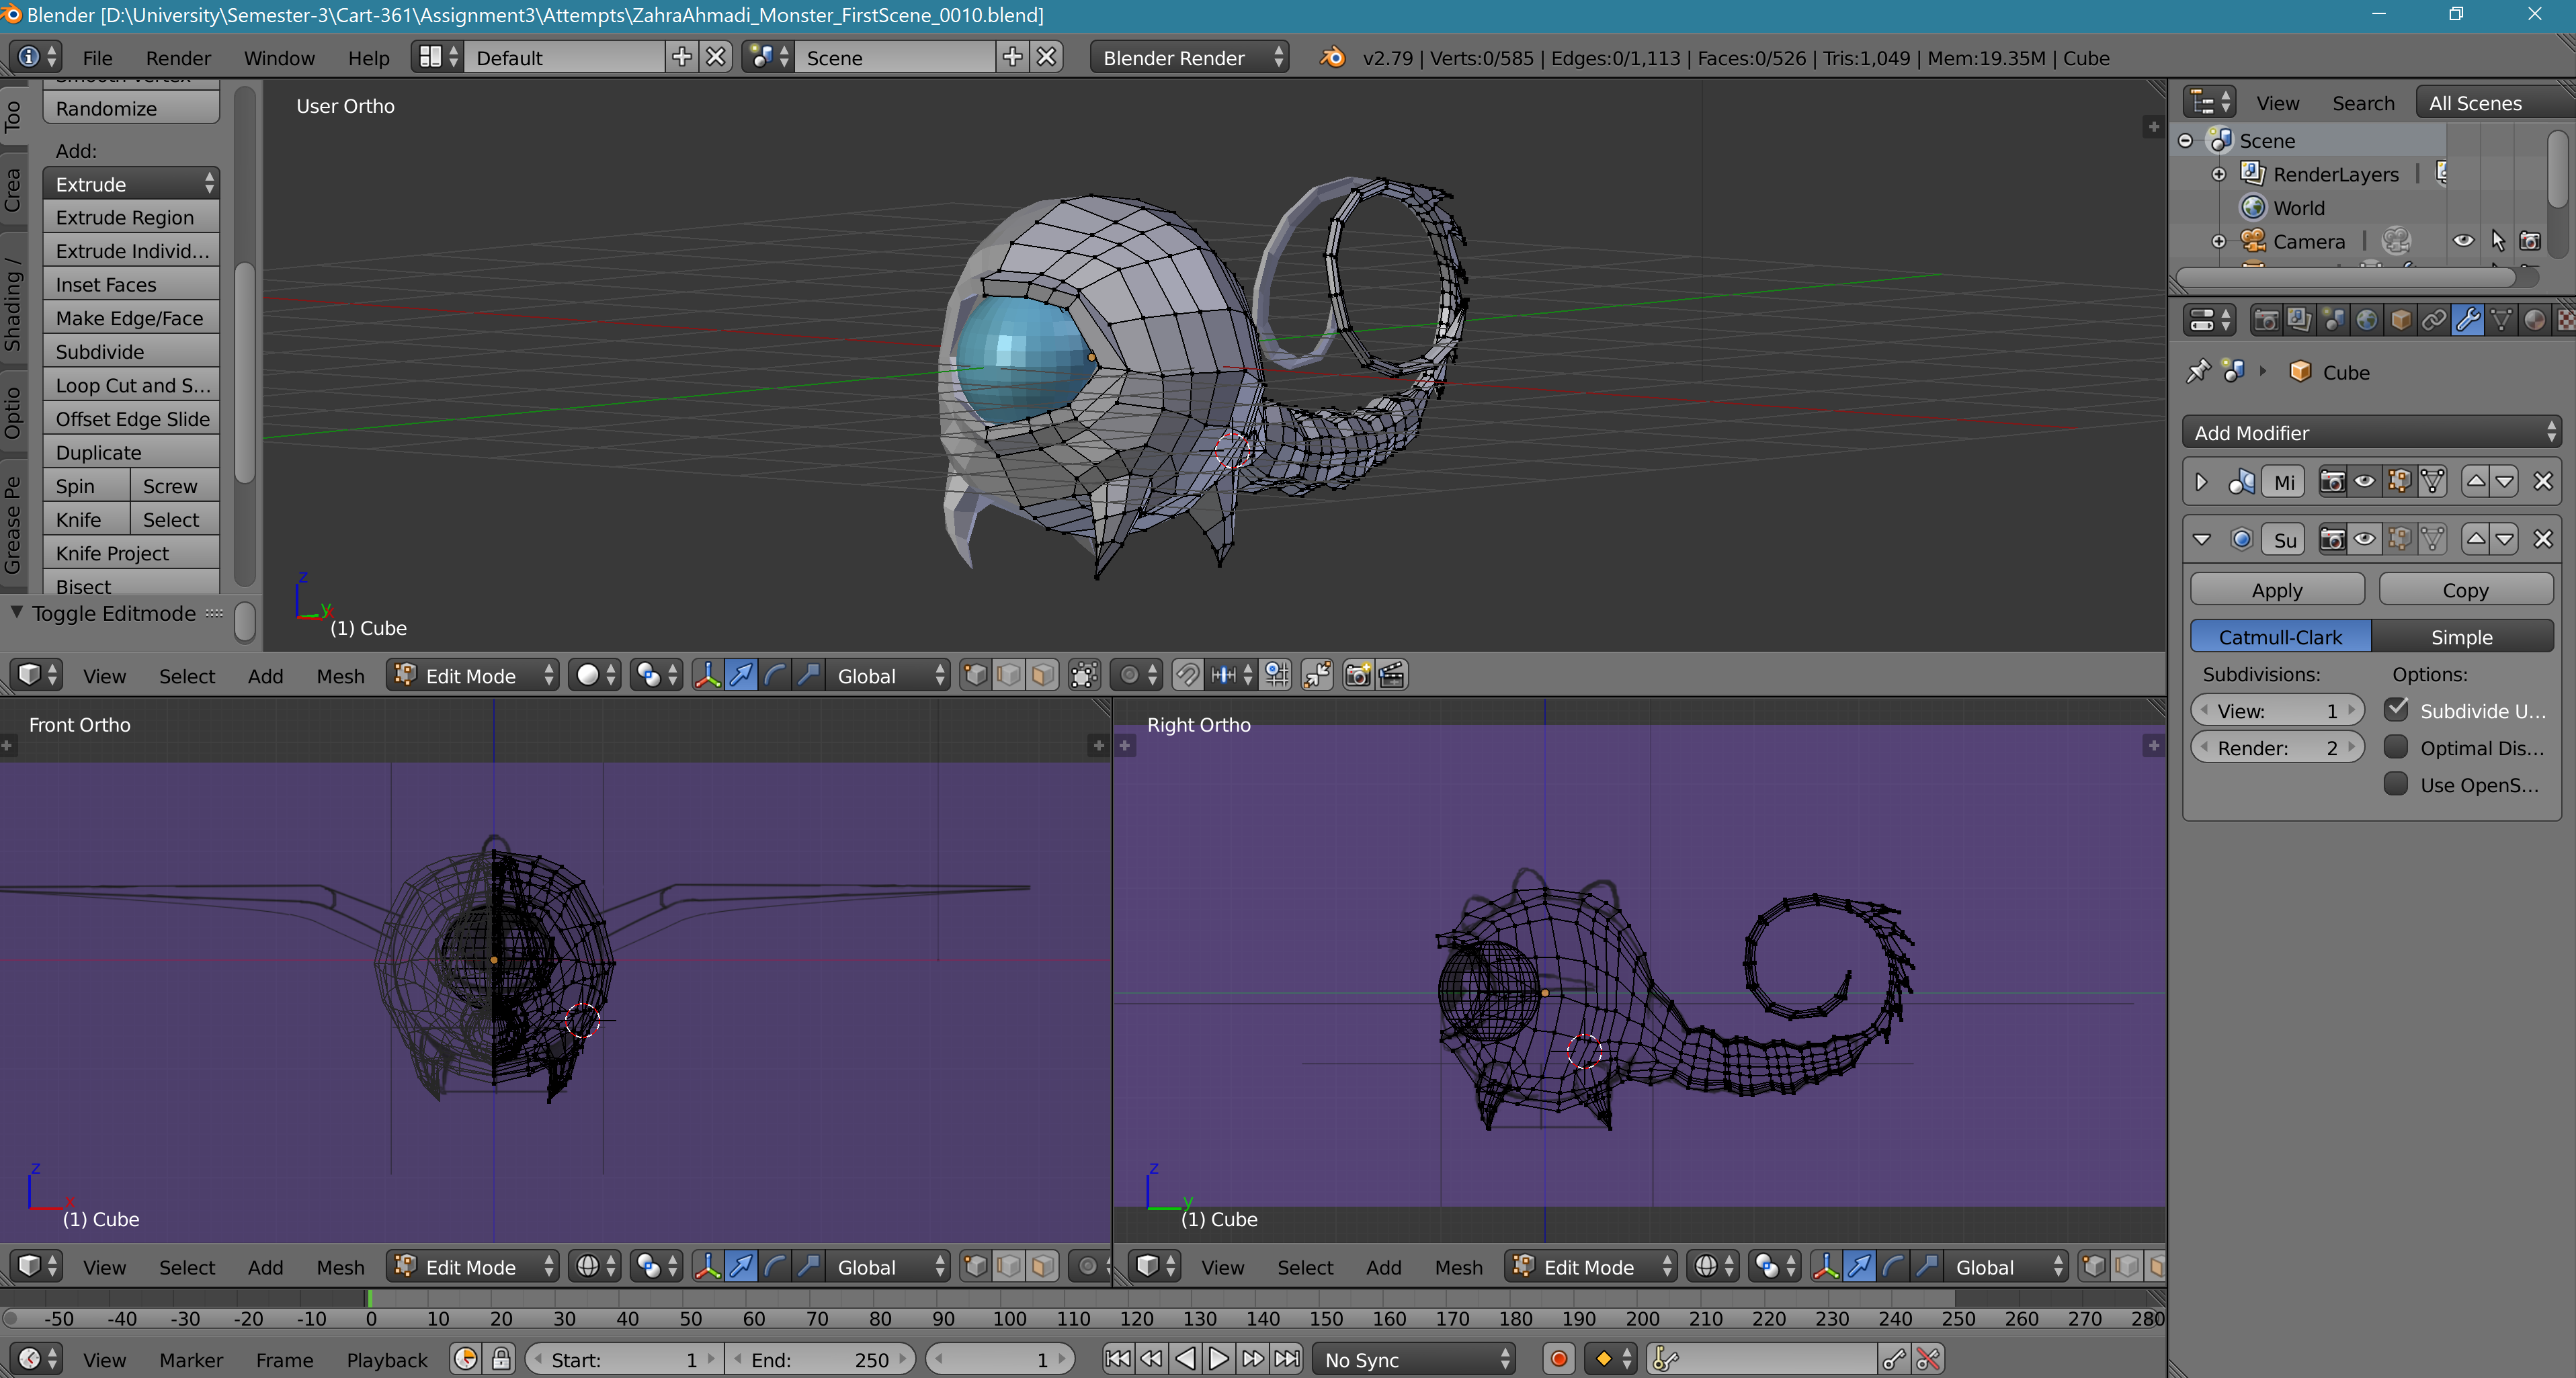 Blender [D:\University\Semester-3\Cart-361\Assignment3\Attempts\ZahraAhmadi_Monster_FirstScene_0010.blend]
File Render Window Help Default Scene Blender Render v2.79 | Verts:0/585 | Edges:0/1,113 | Faces:0/526 | Tris:1,049 | Mem:19.35M | Cube
Too
Crea
Shading /
Optio
Grease Pe
Randomize
Add:
Extrude
Extrude Region
Extrude Individ...
Inset Faces
Make Edge/Face
Subdivide
Loop Cut and S...
Offset Edge Slide
Duplicate
Spin Screw
Knife Select
Knife Project
Bisect
Toggle Editmode
User Ortho
z
y
(1) Cube
View Select Add Mesh Edit Mode Global
Front Ortho
z
x
(1) Cube
View Select Add Mesh Edit Mode Global
Right Ortho
z
y
(1) Cube
View Select Add Mesh Edit Mode Global
-50 -40 -30 -20 -10 0 10 20 30 40 50 60 70 80 90 100 110 120 130 140 150 160 170 180 190 200 210 220 230 240 250 260 270 280
View Marker Frame Playback Start: 1 End: 250 1 No Sync
View Search All Scenes
Scene
RenderLayers |
World
Camera |
Cube
Add Modifier
Mi
Su
Apply Copy
Catmull-Clark Simple
Subdivisions: Options:
View: 1 Subdivide U...
Render: 2 Optimal Dis...
Use OpenS...